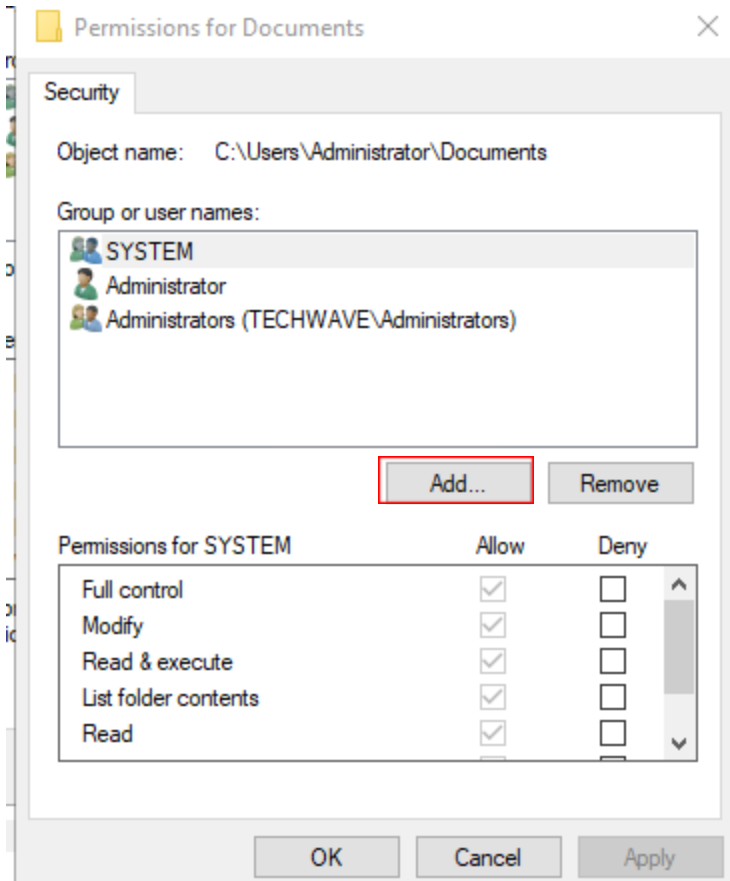 Permissions for Documents
Security
Object name: C:\Users\Administrator\Documents
Group or user names:
SYSTEM
Administrator
Administrators (TECHWAVE\Administrators)
Add...
Remove
Permissions for SYSTEM Allow Deny
Full control
Modify
Read & execute
List folder contents
Read
OK
Cancel
Apply